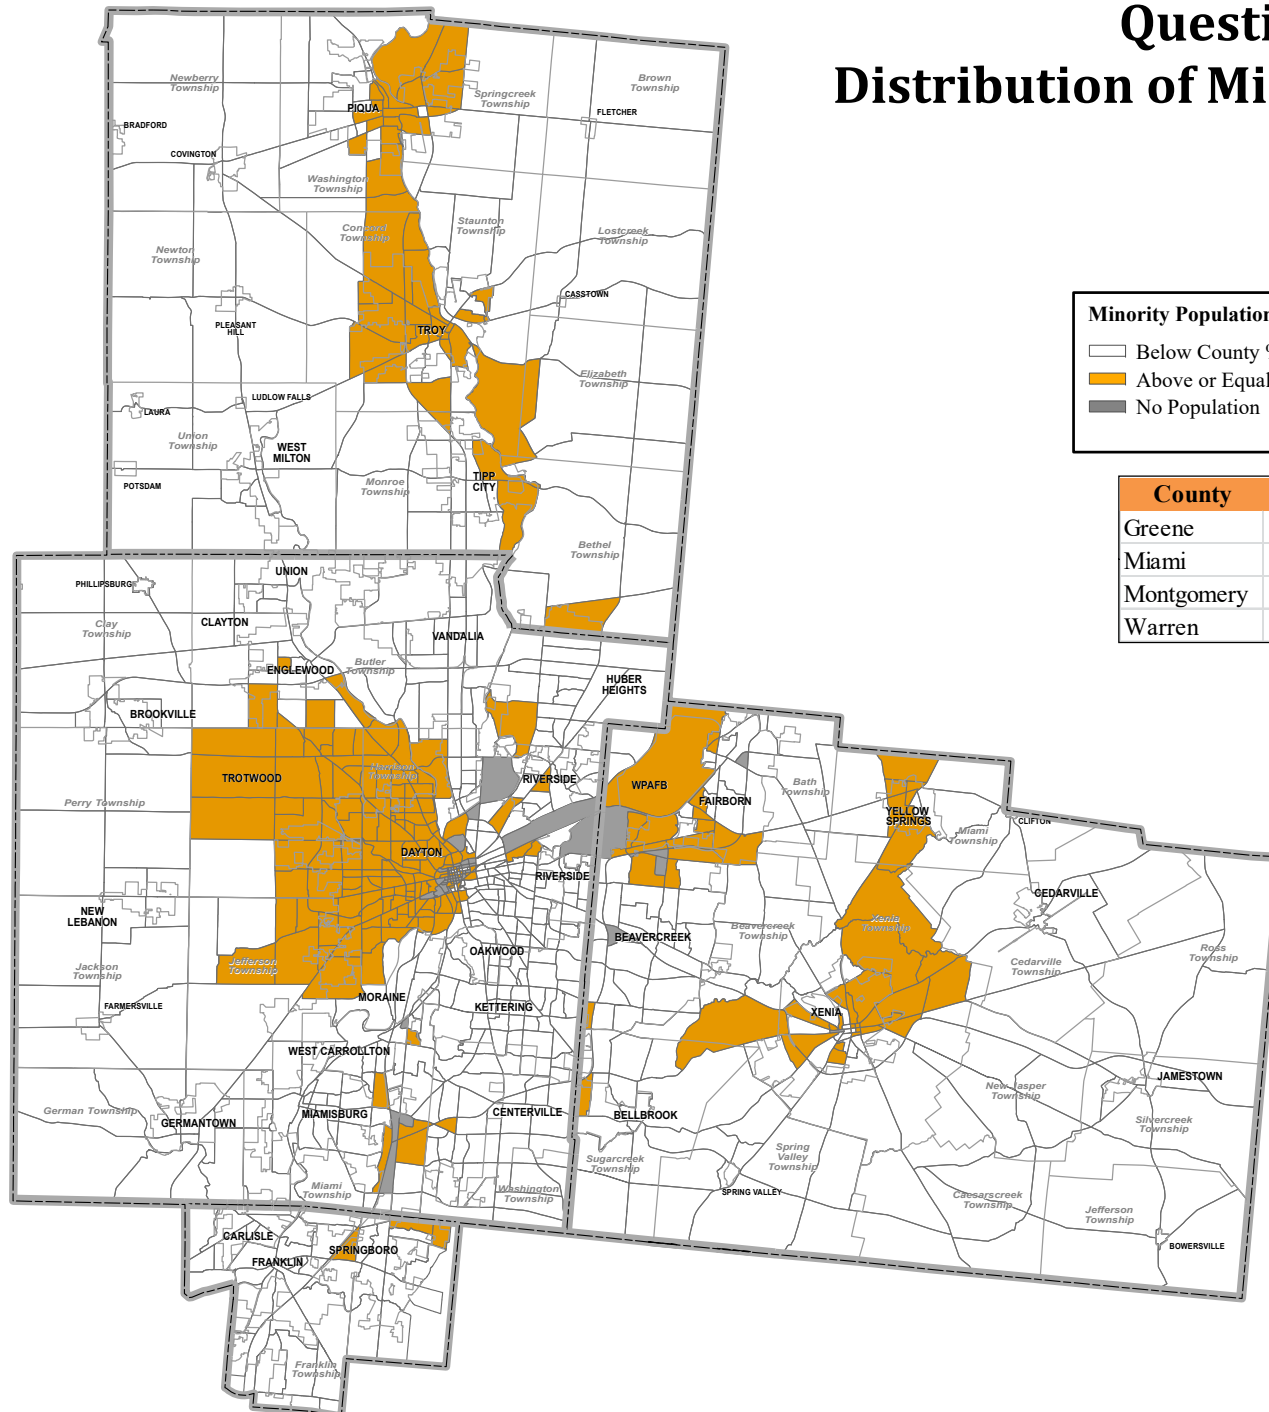 Questi
Distribution of Mi
Minority Population
Below County %
Above or Equal
No Population
County
Greene
Miami
Montgomery
Warren
Newberry
Township
Brown
Township
Springcreek
Township
PIQUA
FLETCHER
BRADFORD
COVINGTON
Washington
Township
Concord
Township
Staunton
Township
Lostcreek
Township
Newton
Township
CASSTOWN
PLEASANT
HILL
TROY
Elizabeth
Township
LUDLOW FALLS
LAURA
Union
Township
WEST
MILTON
TIPP
CITY
POTSDAM
Monroe
Township
Bethel
Township
UNION
PHILLIPSBURG
Clay
Township
CLAYTON
VANDALIA
ENGLEWOOD
Butler
Township
HUBER
HEIGHTS
BROOKVILLE
TROTWOOD
Harrison
Township
RIVERSIDE
WPAFB
FAIRBORN
Bath
Township
Perry Township
YELLOW
SPRINGS
Miami
Township
CLIFTON
DAYTON
RIVERSIDE
CEDARVILLE
NEW
LEBANON
Xenia
Township
BEAVERCREEK
Beavercreek
Township
OAKWOOD
Ross
Township
Jackson
Township
Jefferson
Township
Cedarville
Township
MORAINE
FARMERSVILLE
KETTERING
XENIA
WEST CARROLLTON
JAMESTOWN
New Jasper
Township
German Township
GERMANTOWN
MIAMISBURG
CENTERVILLE
BELLBROOK
Silvercreek
Township
Sugarcreek
Township
Spring
Valley
Township
Miami
Township
Washington
Township
SPRING VALLEY
Caesarscreek
Township
Jefferson
Township
CARLISLE
SPRINGBORO
FRANKLIN
BOWERSVILLE
Franklin
Township